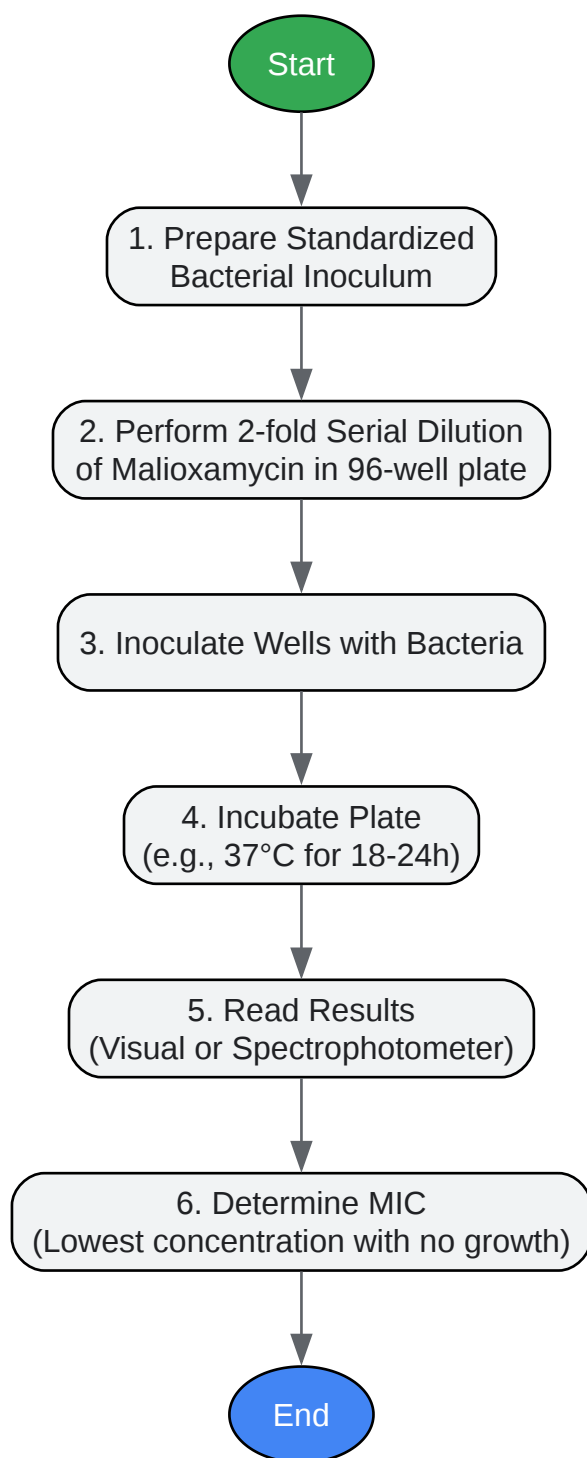 Start
1. Prepare Standardized
Bacterial Inoculum
2. Perform 2-fold Serial Dilution
of Malioxamycin in 96-well plate
3. Inoculate Wells with Bacteria
4. Incubate Plate
(e.g., 37°C for 18-24h)
5. Read Results
(Visual or Spectrophotometer)
6. Determine MIC
(Lowest concentration with no growth)
End